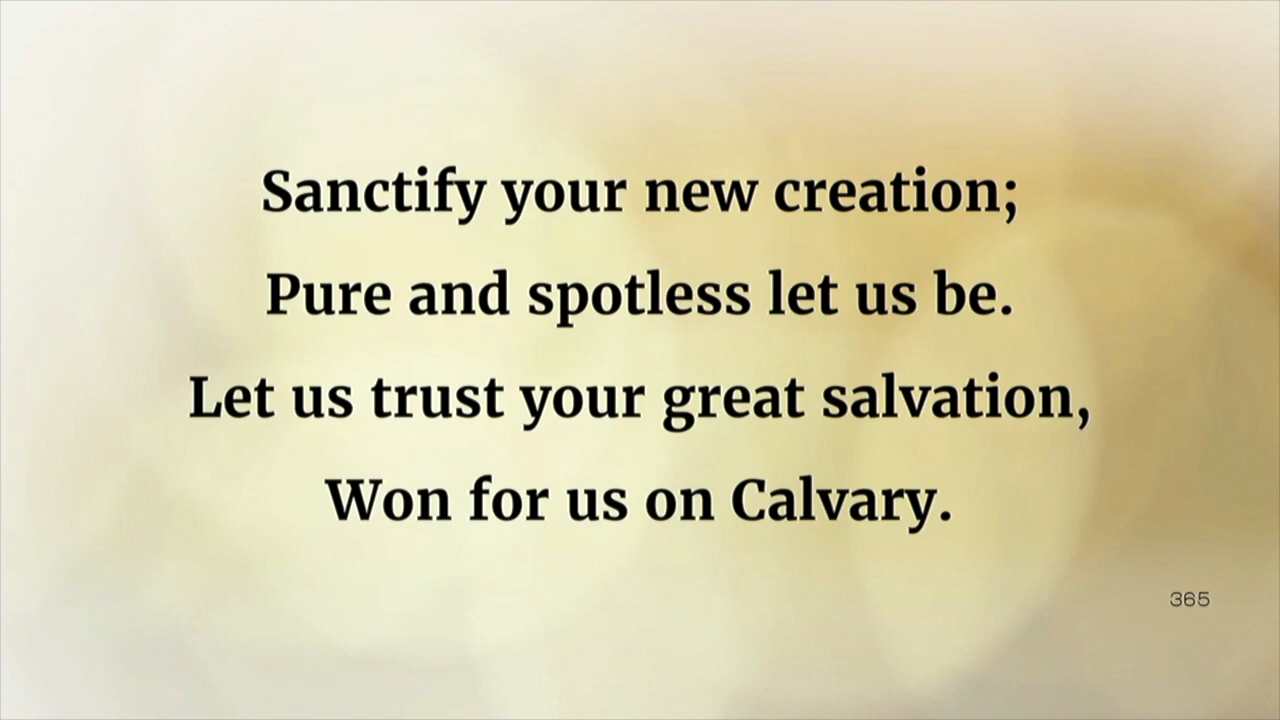 Sanctify your new creation;
Pure and spotless let us be.
Let us trust your great salvation,
Won for us on Calvary.
365